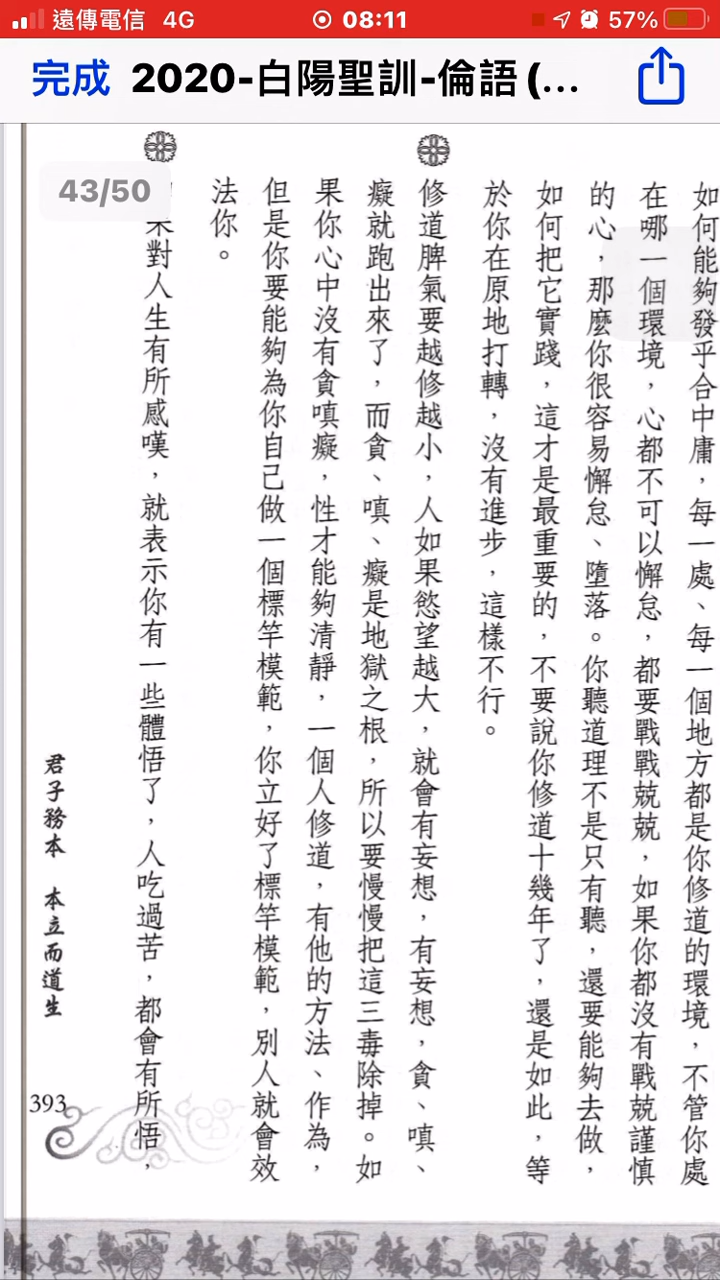 遠傳電信 4G
08:11
57%
完成 2020-白陽聖訓-倫語(...
43/50
如何能夠發乎合中庸，每一處、每一個地方都是你修道的環境，不管你處
在哪一個環境，心都不可以懈怠，都要戰戰兢兢，如果你都沒有戰兢謹慎
的心，那麼你很容易懈怠、墮落。你聽道理不是只有聽，還要能夠去做，
如何把它實踐，這才是最重要的，不要說你修道十幾年了，還是如此，等
於你在原地打轉，沒有進步，這樣不行。
修道脾氣要越修越小，人如果慾望越大，就會有妄想，有妄想，貪、嗔、
癡就跑出來了，而貪、嗔、癡是地獄之根，所以要慢慢把這三毒除掉。如
果你心中沒有貪嗔癡，性才能夠清靜，一個人修道，有他的方法、作為，
但是你要能夠為你自己做一個標竿模範，你立好了標竿模範，別人就會效
法你。
果對人生有所感嘆，就表示你有一些體悟了，人吃過苦，都會有所悟，
君子務本 本立而道生
393